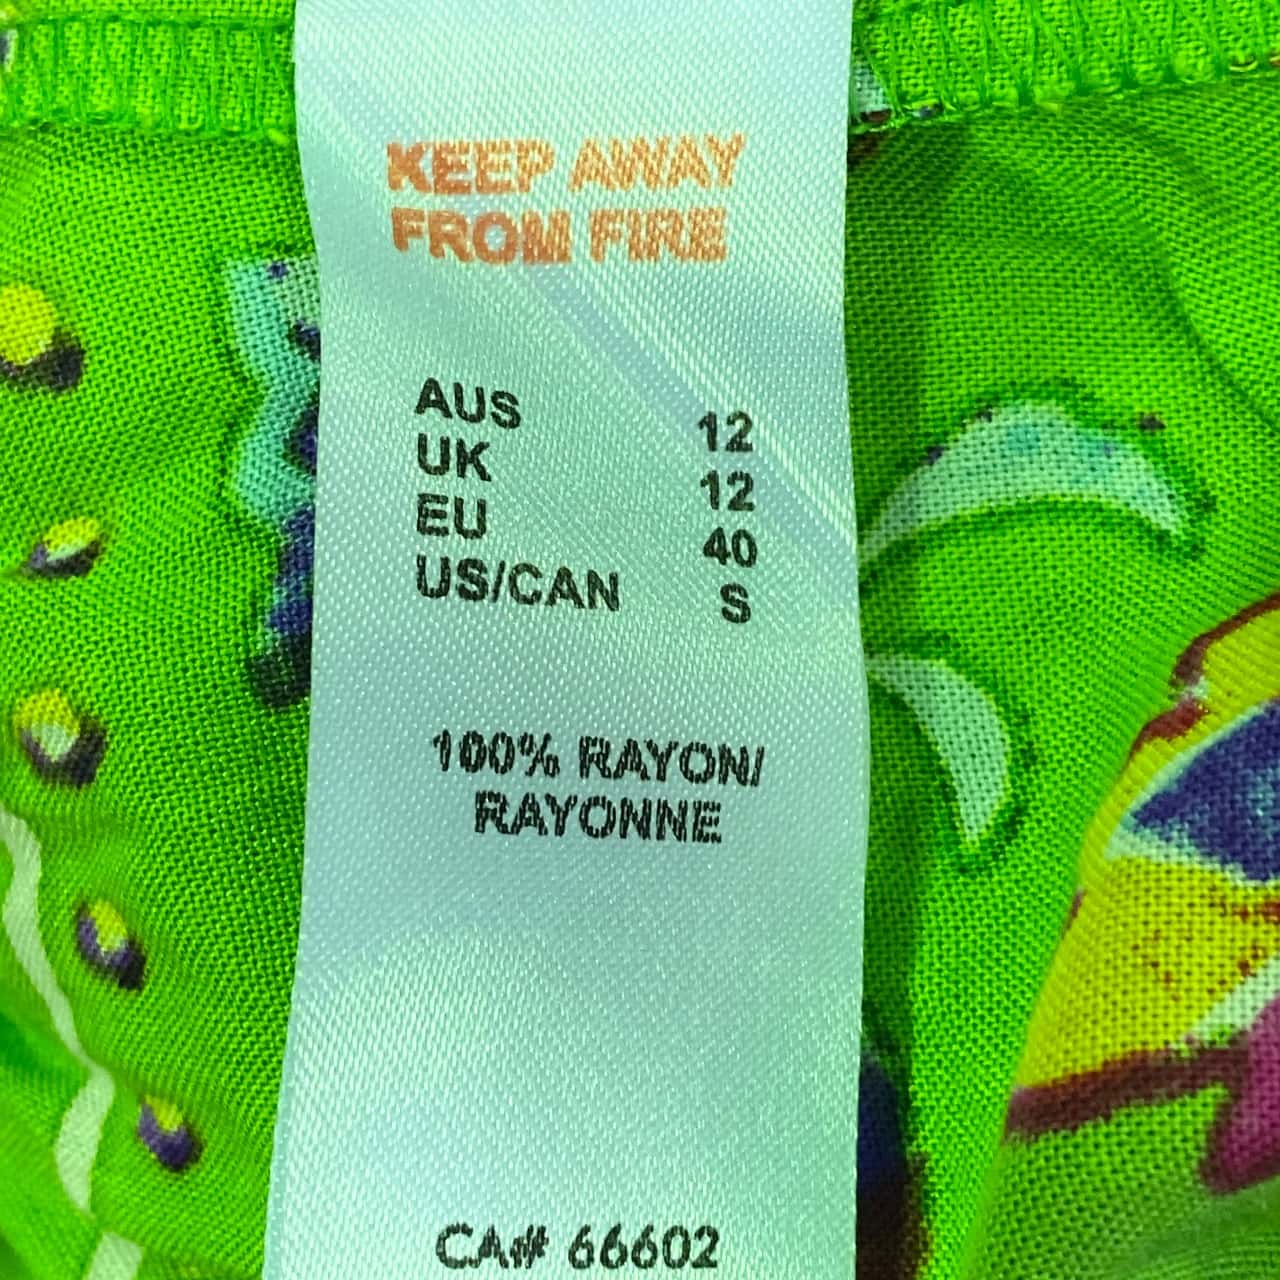 KEEP AWAY
FROM FIRE
AUS 12
UK 12
EU 40
US/CAN S
100% RAYON/
RAYONNE
CA# 66602